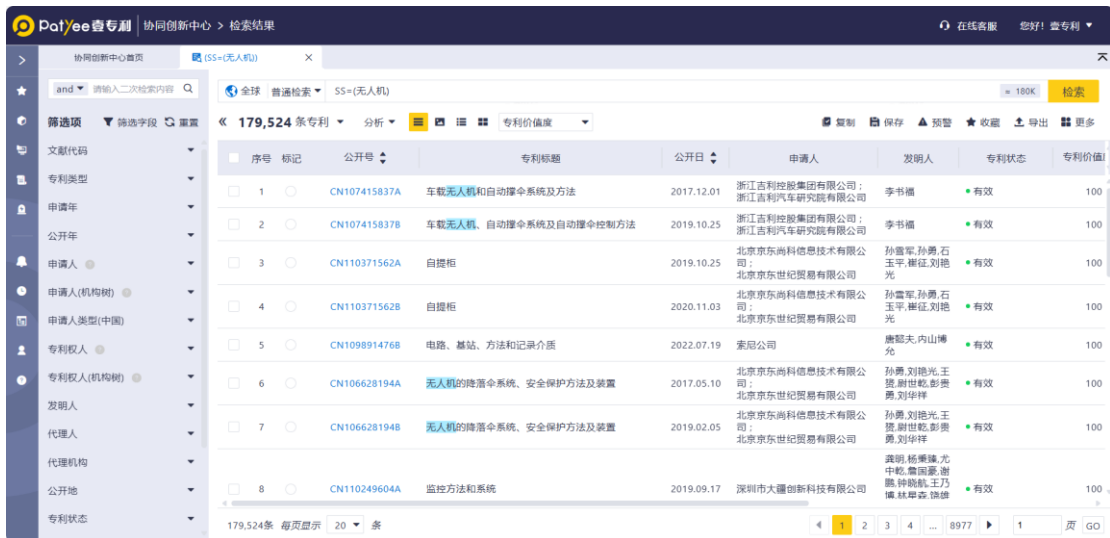 PatYee壹专利 协同创新中心 > 检索结果 在线客服 您好！壹专利
协同创新中心首页 (SS=(无人机)) ×
and 请输入二次检索内容
全球 普通检索 SS=(无人机) ≈ 180K 检索
筛选项 筛选字段 重置
« 179,524 条专利 分析 专利价值度 复制 保存 预警 收藏 导出 更多
文献代码
专利类型
申请年
公开年
申请人
申请人(机构树)
申请人类型(中国)
专利权人
专利权人(机构树)
发明人
代理人
代理机构
公开地
专利状态
序号 标记 公开号 专利标题 公开日 申请人 发明人 专利状态 专利价值
1 CN107415837A 车载无人机和自动撑伞系统及方法 2017.12.01 浙江吉利控股集团有限公司； 李书福 有效 100
浙江吉利汽车研究院有限公司
2 CN107415837B 车载无人机、自动撑伞系统及自动撑伞控制方法 2019.10.25 浙江吉利控股集团有限公司； 李书福 有效 100
浙江吉利汽车研究院有限公司
3 CN110371562A 自提柜 2019.10.25 北京京东尚科信息技术有限公 孙雪军,孙勇,石 有效 100
司； 玉平,崔征,刘艳
北京京东世纪贸易有限公司 光
4 CN110371562B 自提柜 2020.11.03 北京京东尚科信息技术有限公 孙雪军,孙勇,石 有效 100
司； 玉平,崔征,刘艳
北京京东世纪贸易有限公司 光
5 CN109891476B 电路、基站、方法和记录介质 2022.07.19 索尼公司 唐懿夫,内山博 有效 100
允
6 CN106628194A 无人机的降落伞系统、安全保护方法及装置 2017.05.10 北京京东尚科信息技术有限公 孙勇,刘艳光,王 有效 100
司； 赟,尉世乾,彭贵
北京京东世纪贸易有限公司 勇,刘华祥
7 CN106628194B 无人机的降落伞系统、安全保护方法及装置 2019.02.05 北京京东尚科信息技术有限公 孙勇,刘艳光,王 有效 100
司； 赟,尉世乾,彭贵
北京京东世纪贸易有限公司 勇,刘华祥
8 CN110249604A 监控方法和系统 2019.09.17 深圳市大疆创新科技有限公司 龚明,杨秉臻,尤 有效 100
中乾,詹国豪,谢
鹏,钟晓航,王乃
博,林星森,饶雄
179,524条 每页显示 20 条 1 2 3 4 ... 8977 1 页 GO